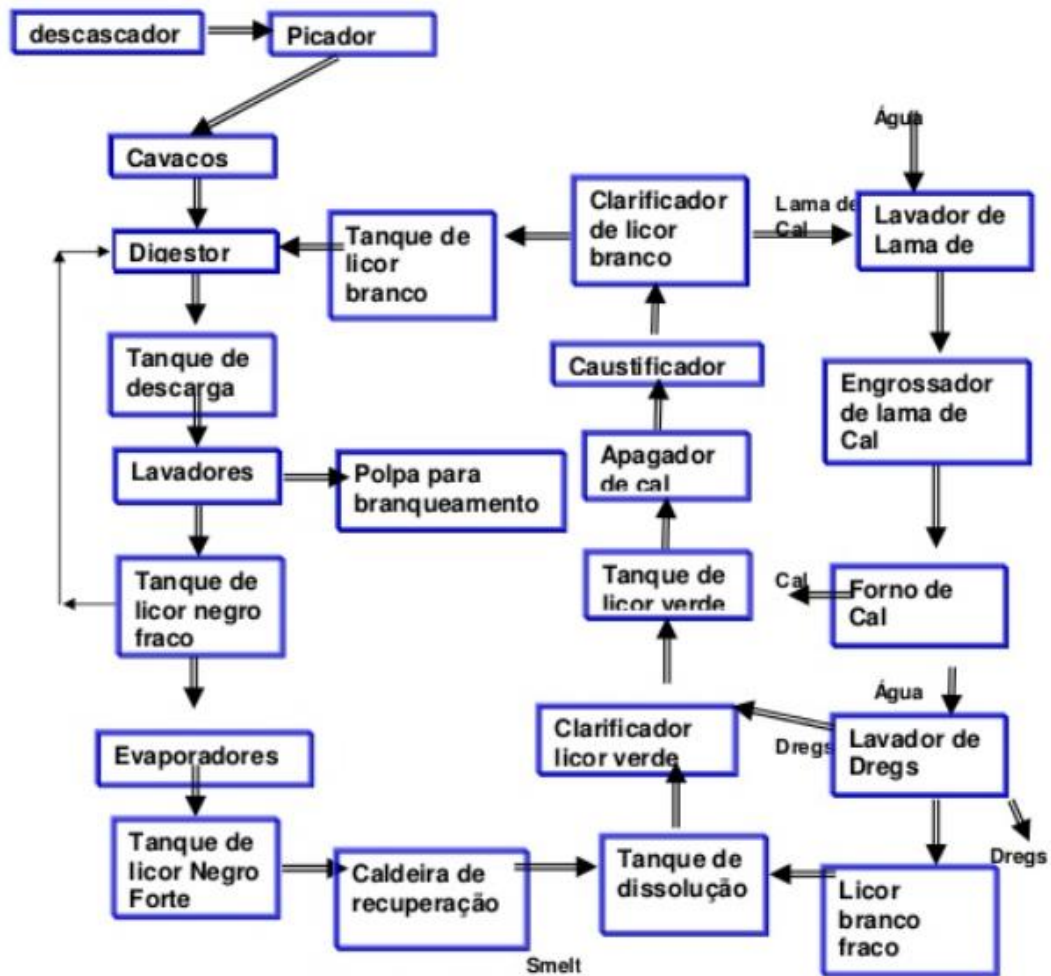 descascador
Picador
Cavacos
Digestor
Tanque de
licor
branco
Clarificador
de licor
branco
Lama de
Cal
Água
Lavador de
Lama de
Tanque de
descarga
Caustificador
Engrossador
de lama de
Cal
Lavadores
Polpa para
branqueamento
Apagador
de cal
Tanque de
licor negro
fraco
Tanque de
licor verde
Cal
Forno de
Cal
Água
Evaporadores
Clarificador
licor verde
Dregs
Lavador de
Dregs
Dregs
Tanque de
licor Negro
Forte
Caldeira de
recuperação
Smelt
Tanque de
dissolução
Licor
branco
fraco